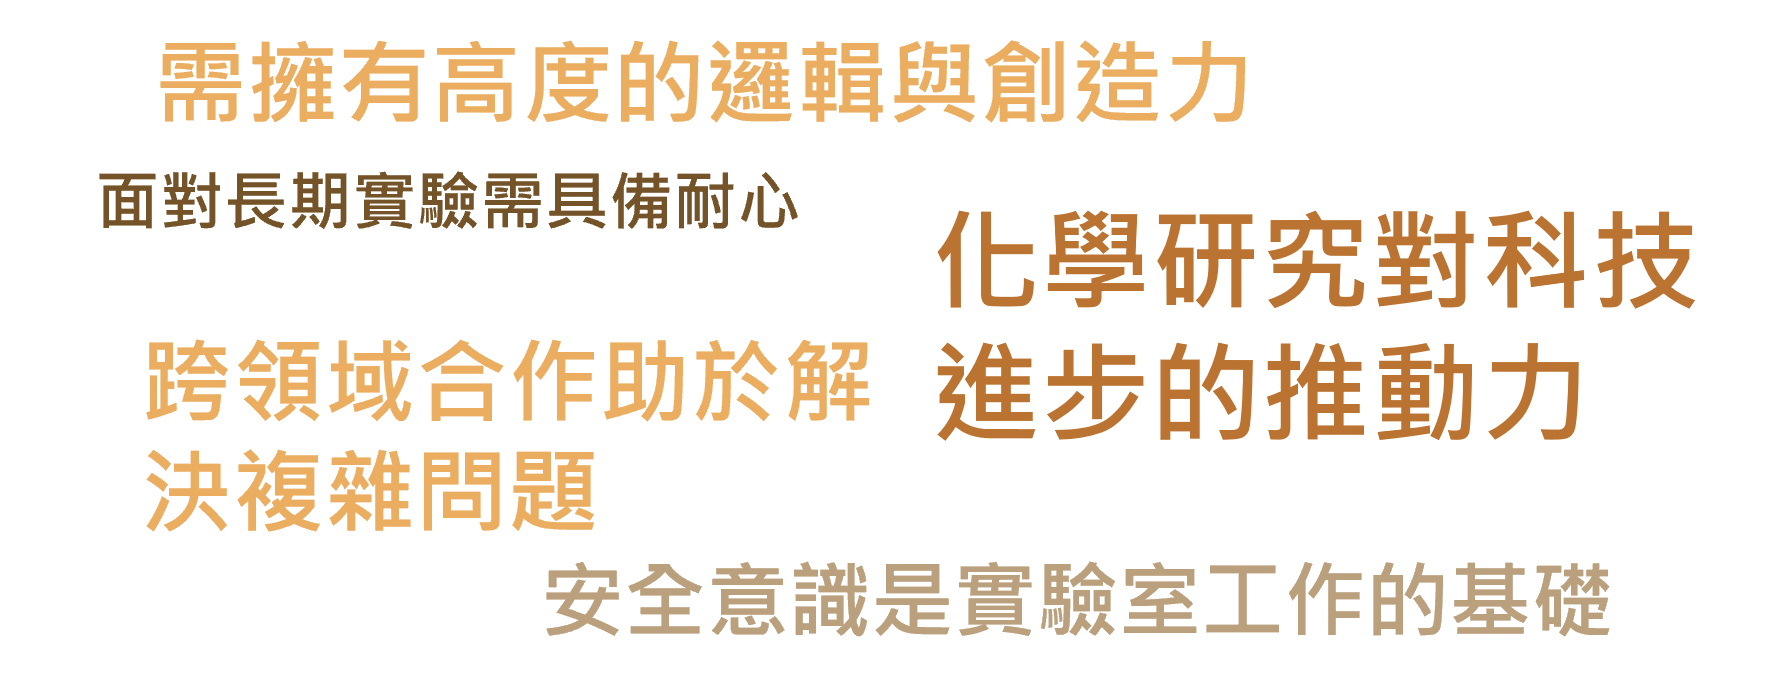 需擁有高度的邏輯與創造力
面對長期實驗需具備耐心
化學研究對科技
進步的推動力
跨領域合作助於解
決複雜問題
安全意識是實驗室工作的基礎